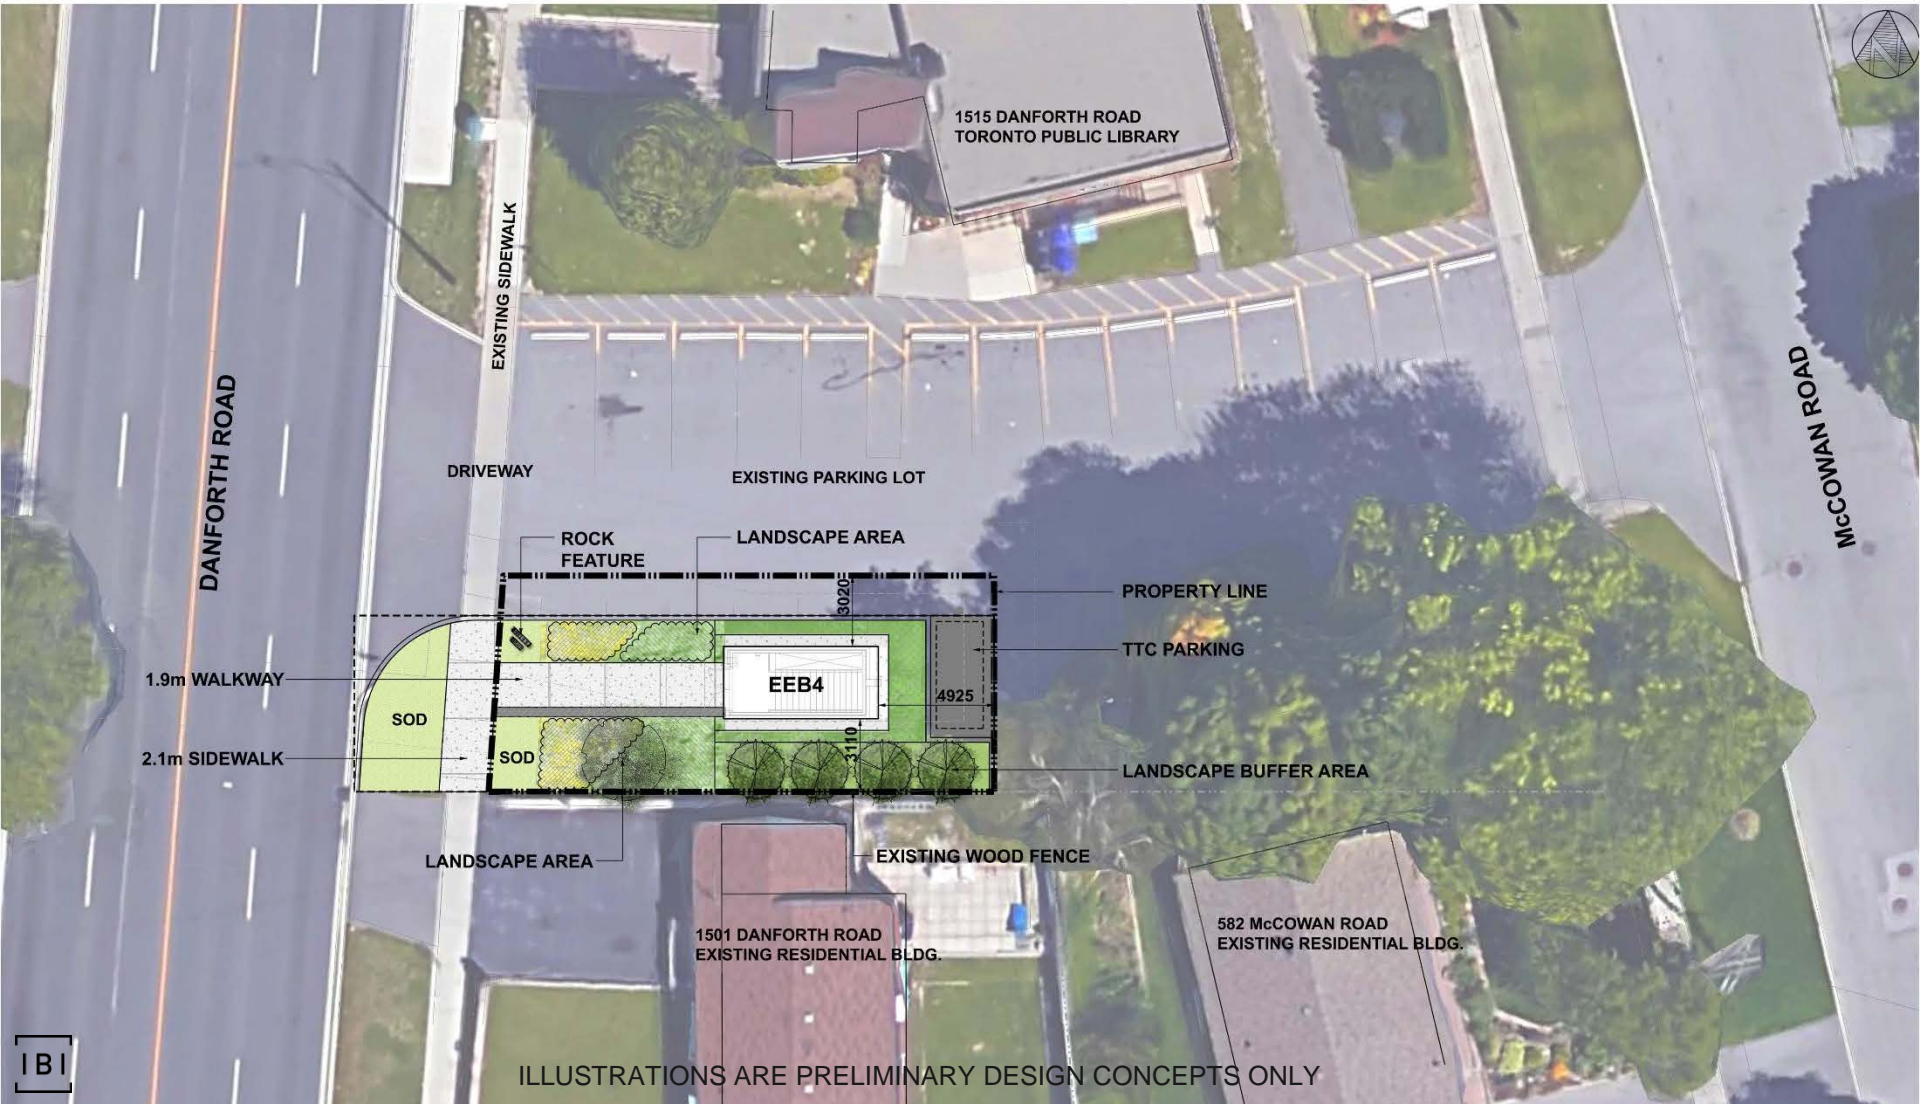 N
1515 DANFORTH ROAD
TORONTO PUBLIC LIBRARY
EXISTING SIDEWALK
DANFORTH ROAD
McCOWAN ROAD
DRIVEWAY
EXISTING PARKING LOT
ROCK
FEATURE
LANDSCAPE AREA
3020
PROPERTY LINE
TTC PARKING
1.9m WALKWAY
EEB4
4925
SOD
3110
2.1m SIDEWALK
SOD
LANDSCAPE BUFFER AREA
LANDSCAPE AREA
EXISTING WOOD FENCE
1501 DANFORTH ROAD
EXISTING RESIDENTIAL BLDG.
582 McCOWAN ROAD
EXISTING RESIDENTIAL BLDG.
IBI
ILLUSTRATIONS ARE PRELIMINARY DESIGN CONCEPTS ONLY